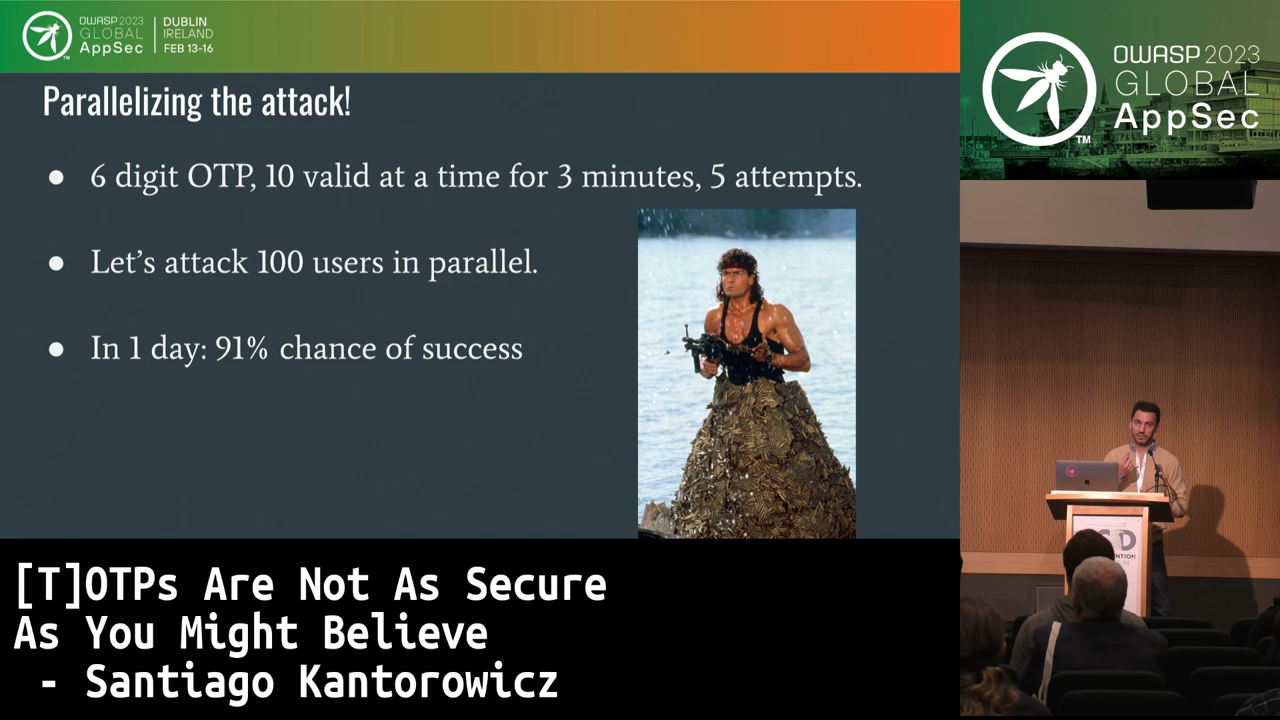 OWASP 2023
GLOBAL
AppSec
TM
DUBLIN
IRELAND
FEB 13-16
Parallelizing the attack!
● 6 digit OTP, 10 valid at a time for 3 minutes, 5 attempts.
● Let’s attack 100 users in parallel.
● In 1 day: 91% chance of success
[T]OTPs Are Not As Secure
As You Might Believe
- Santiago Kantorowicz
OWASP 2023
GLOBAL
AppSec
TM